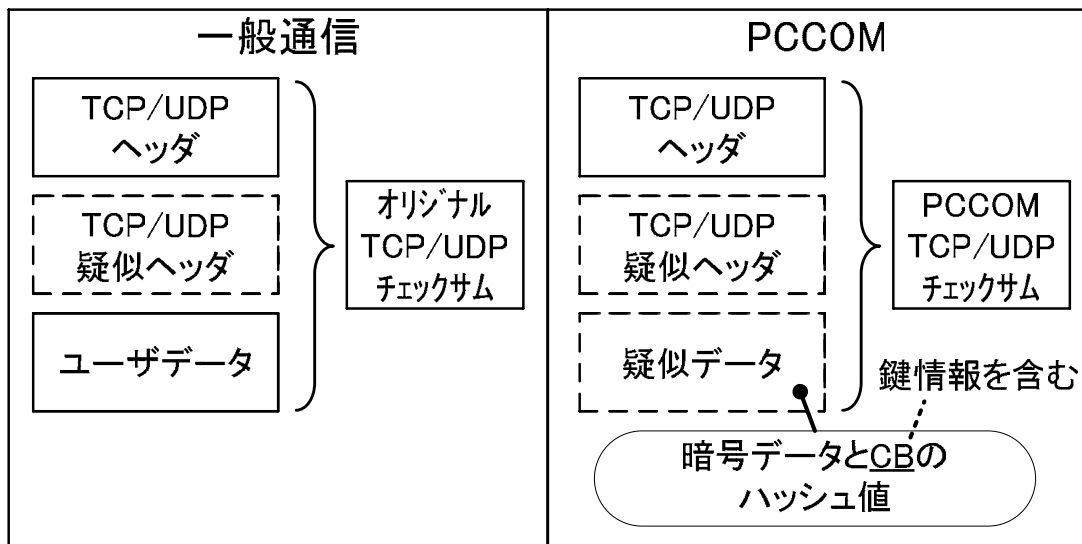 一般通信
TCP/UDP
ヘッダ
TCP/UDP
疑似ヘッダ
ユーザデータ
オリジナル
TCP/UDP
チェックサム
PCCOM
TCP/UDP
ヘッダ
TCP/UDP
疑似ヘッダ
疑似データ
PCCOM
TCP/UDP
チェックサム
鍵情報を含む
暗号データとCBの
ハッシュ値